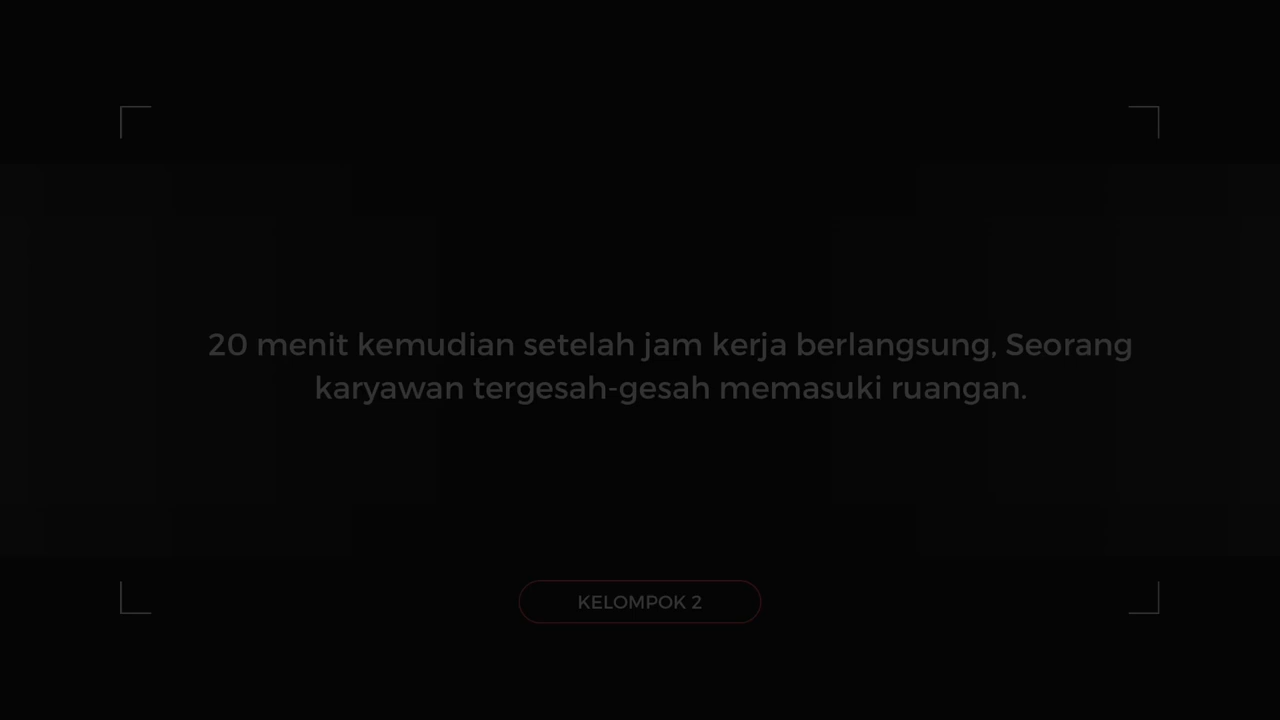 20 menit kemudian setelah jam kerja berlangsung, Seorang
karyawan tergesah-gesah memasuki ruangan.
KELOMPOK 2